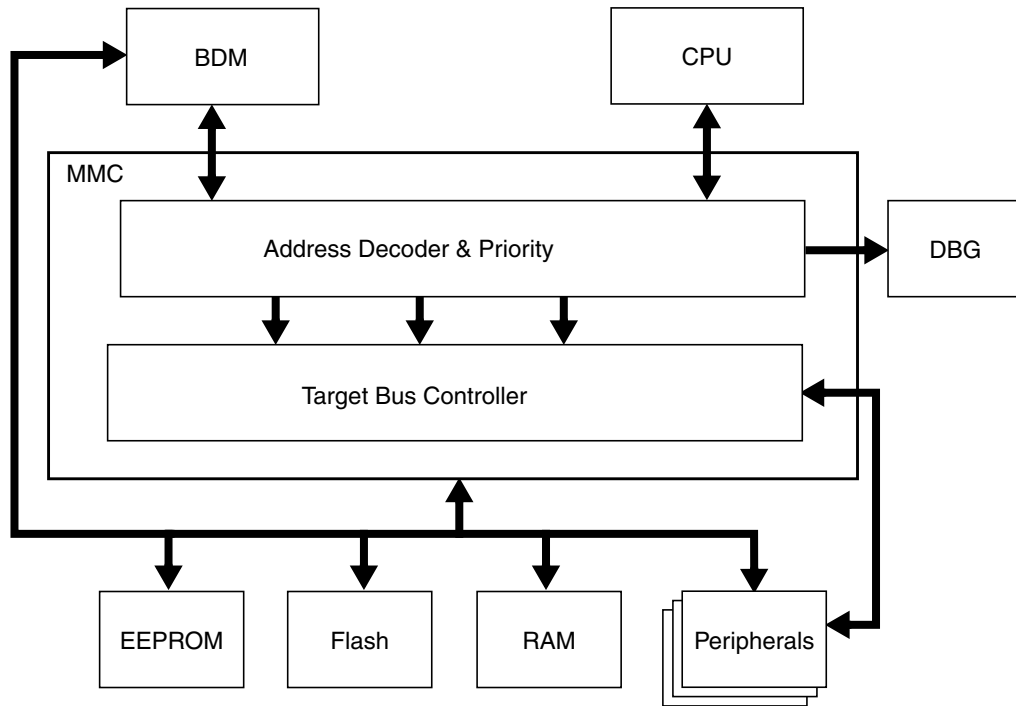 BDM
CPU
MMC
Address Decoder & Priority
DBG
Target Bus Controller
EEPROM
Flash
RAM
Peripherals